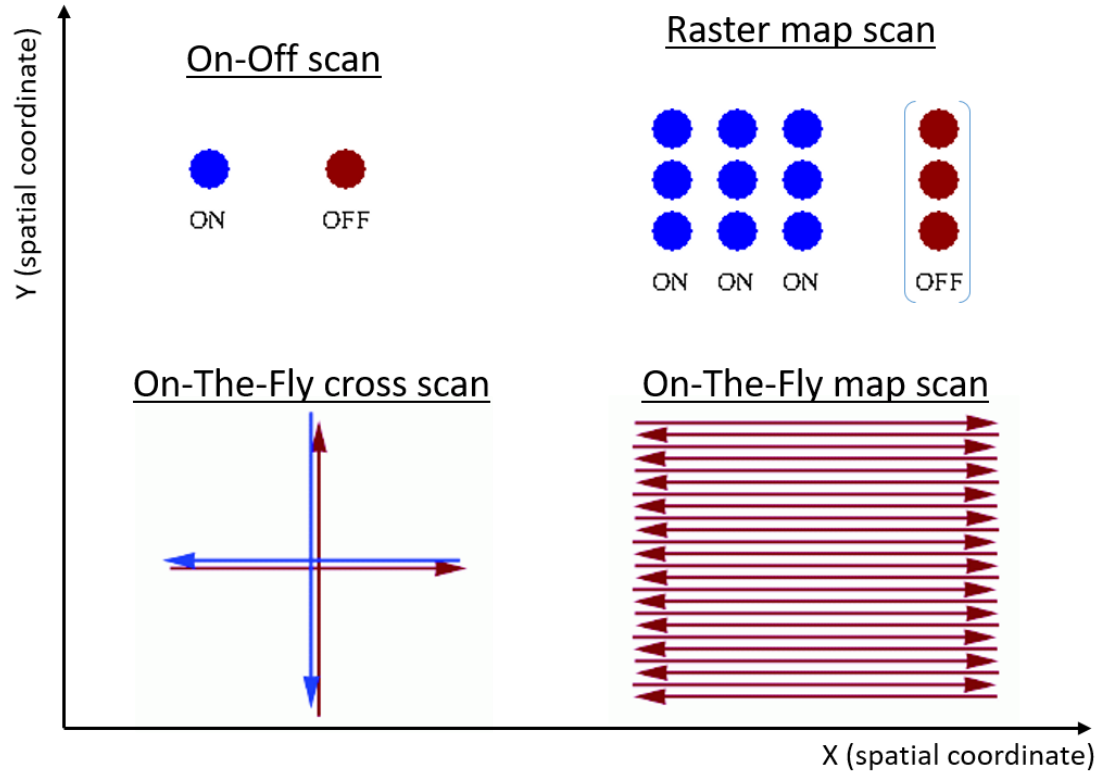 Y (spatial coordinate)
On-Off scan
ON OFF
Raster map scan
ON ON ON OFF
On-The-Fly cross scan
On-The-Fly map scan
X (spatial coordinate)